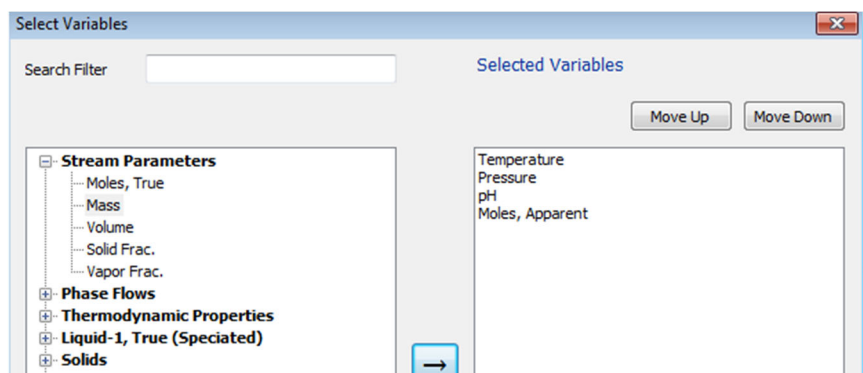 Select Variables
Search Filter
Selected Variables
Move Up
Move Down
Stream Parameters
Moles, True
Mass
Volume
Solid Frac.
Vapor Frac.
Phase Flows
Thermodynamic Properties
Liquid-1, True (Speciated)
Solids
Temperature
Pressure
pH
Moles, Apparent